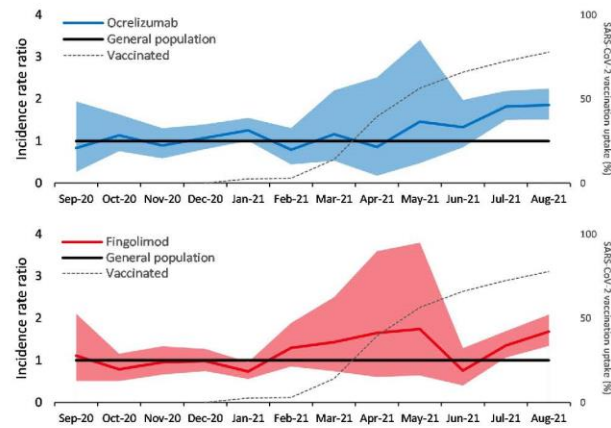 4
3
2
1
0
Incidence rate ratio
Ocrelizumab
General population
Vaccinated
100
50
0
SARS-CoV-2 vaccination uptake (%)
Sep-20 Oct-20 Nov-20 Dec-20 Jan-21 Feb-21 Mar-21 Apr-21 May-21 Jun-21 Jul-21 Aug-21
4
3
2
1
0
Incidence rate ratio
Fingolimod
General population
Vaccinated
100
50
0
SARS-CoV-2 vaccination uptake (%)
Sep-20 Oct-20 Nov-20 Dec-20 Jan-21 Feb-21 Mar-21 Apr-21 May-21 Jun-21 Jul-21 Aug-21